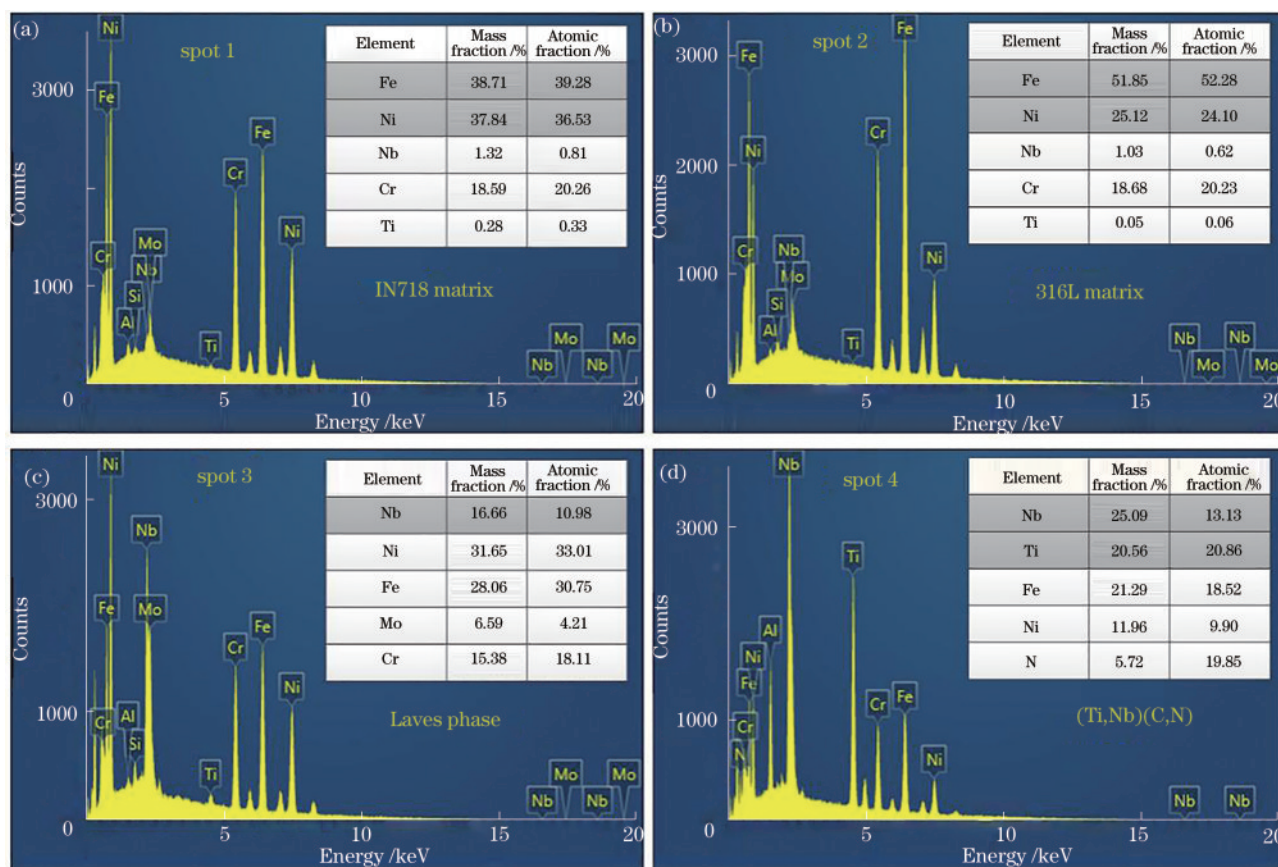 (a)
spot 1
Element Mass fraction /% Atomic fraction /%
Fe 38.71 39.28
Ni 37.84 36.53
Nb 1.32 0.81
Cr 18.59 20.26
Ti 0.28 0.33
IN718 matrix
Counts
3000
1000
0
Ni
Fe
Cr
Al
Si
Nb
Mo
Ti
Cr
Fe
Ni
Nb
Mo
Nb
Mo
5 10 15 20
Energy /keV
(b)
spot 2
Element Mass fraction /% Atomic fraction /%
Fe 51.85 52.28
Ni 25.12 24.10
Nb 1.03 0.62
Cr 18.68 20.23
Ti 0.05 0.06
316L matrix
Counts
3000
2000
1000
0
Fe
Ni
Cr
Al
Si
Nb
Mo
Ti
Cr
Fe
Ni
Nb
Mo
Nb
Mo
5 10 15 20
Energy /keV
(c)
spot 3
Element Mass fraction /% Atomic fraction /%
Nb 16.66 10.98
Ni 31.65 33.01
Fe 28.06 30.75
Mo 6.59 4.21
Cr 15.38 18.11
Laves phase
Counts
3000
1000
0
Ni
Fe
Cr
Al
Si
Nb
Mo
Ti
Cr
Fe
Ni
Nb
Mo
Nb
Mo
5 10 15 20
Energy /keV
(d)
spot 4
Element Mass fraction /% Atomic fraction /%
Nb 25.09 13.13
Ti 20.56 20.86
Fe 21.29 18.52
Ni 11.96 9.90
N 5.72 19.85
(Ti,Nb)(C,N)
Counts
3000
1000
0
Nb
Ti
Al
Ni
Fe
Cr
N
Cr
Fe
Ni
Nb
Nb
5 10 15 20
Energy /keV